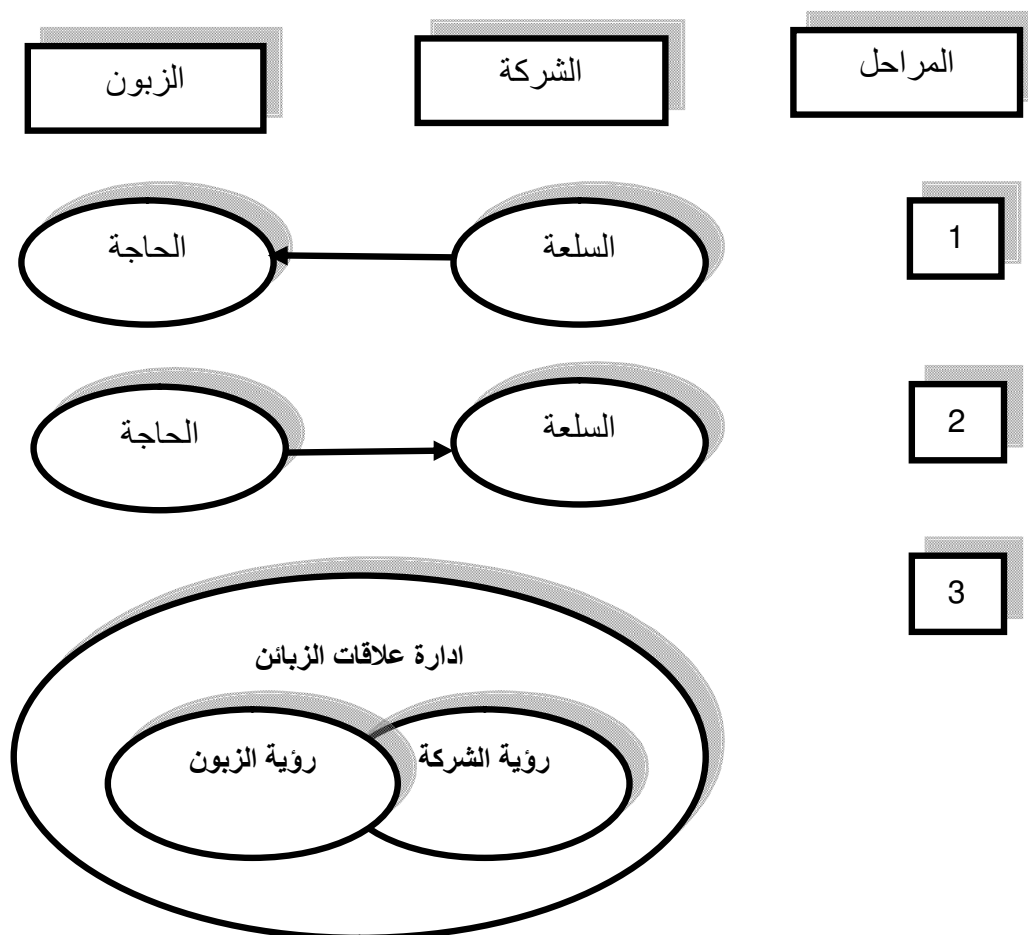 المراحل
الشركة
الزبون
1
السلعة
الحاجة
2
السلعة
الحاجة
3
ادارة علاقات الزبائن
رؤية الشركة
رؤية الزبون